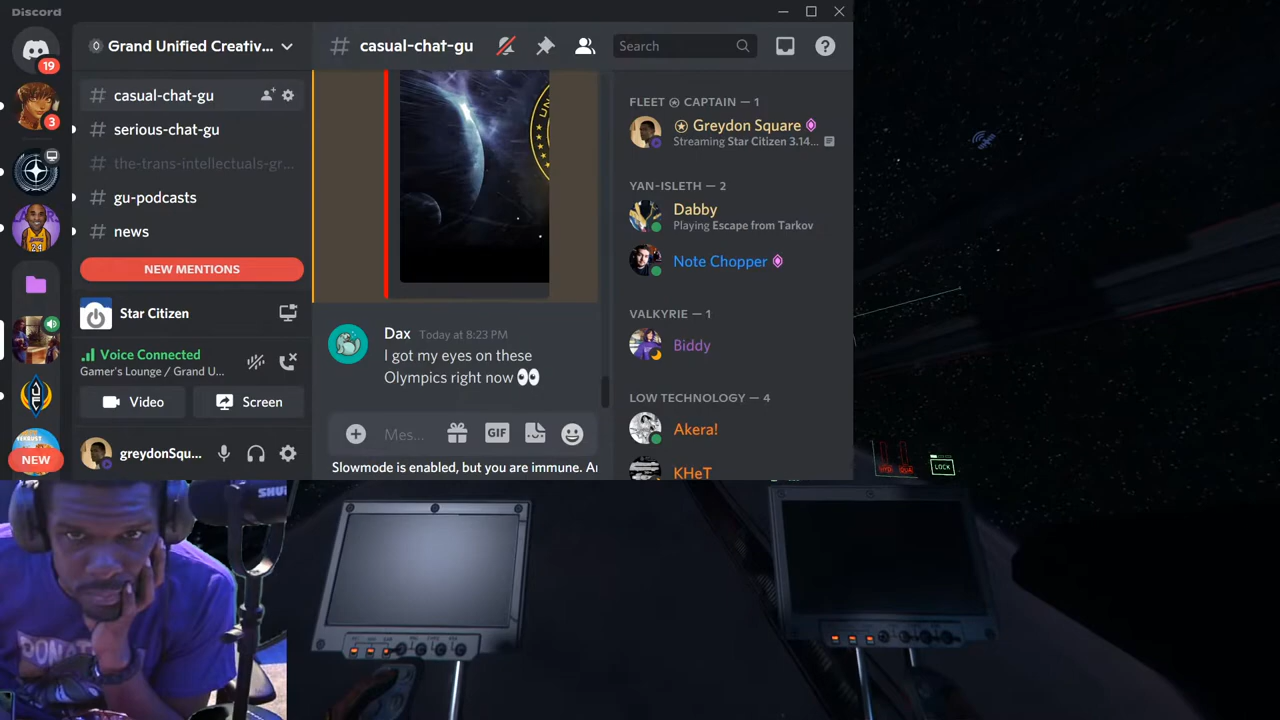 Discord
19
3
NEW
Grand Unified Creativ...
casual-chat-gu
serious-chat-gu
the-trans-intellectuals-gr...
gu-podcasts
news
NEW MENTIONS
Star Citizen
Voice Connected
Gamer's Lounge / Grand U...
Video
Screen
greydonSqu...
casual-chat-gu
Search
Dax Today at 8:23 PM
I got my eyes on these
Olympics right now 👀
Mes...
GIF
Slowmode is enabled, but you are immune. Ar
FLEET ✪ CAPTAIN — 1
✪ Greydon Square
Streaming Star Citizen 3.14...
YAN-ISLETH — 2
Dabby
Playing Escape from Tarkov
Note Chopper
VALKYRIE — 1
Biddy
LOW TECHNOLOGY — 4
Akera!
KHeT
LOCK
24